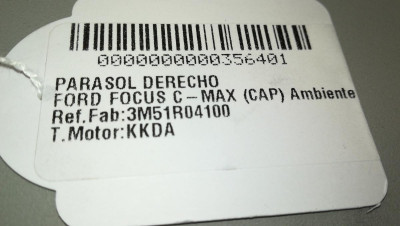 0000000000356401
PARASOL DERECHO
FORD FOCUS C-MAX (CAP) Ambiente
Ref.Fab:3M51R04100
T.Motor:KKDA